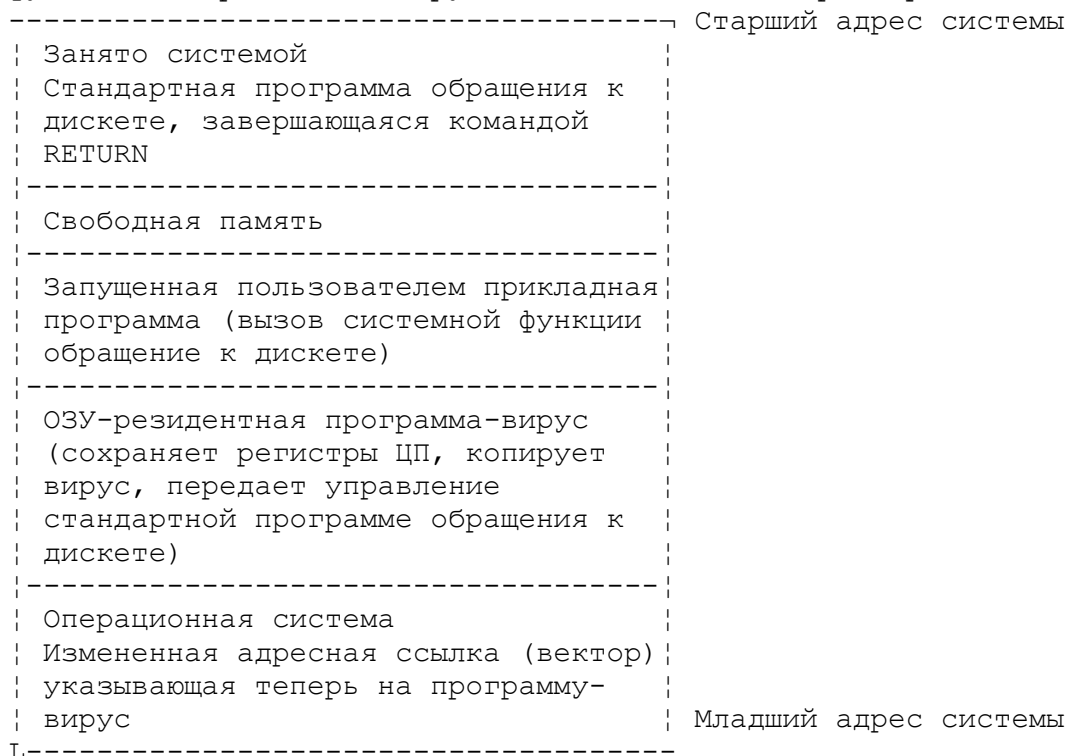 Старший адрес системы
Занято системой
Стандартная программа обращения к
дискете, завершающаяся командой
RETURN
Свободная память
Запущенная пользователем прикладная
программа (вызов системной функции
обращение к дискете)
ОЗУ-резидентная программа-вирус
(сохраняет регистры ЦП, копирует
вирус, передает управление
стандартной программе обращения к
дискете)
Операционная система
Измененная адресная ссылка (вектор)
указывающая теперь на программу-
вирус Младший адрес системы